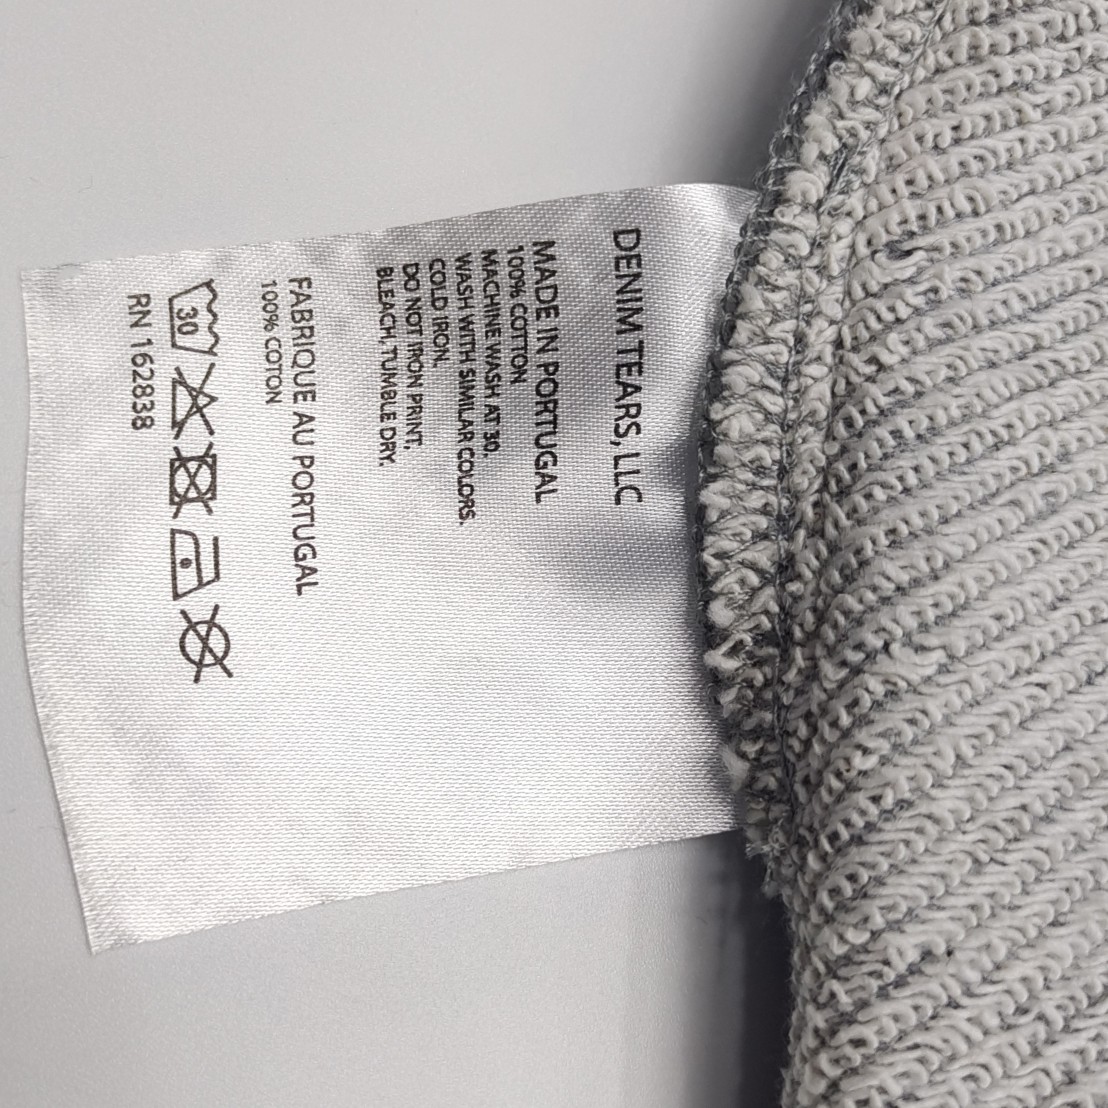 DENIM TEARS, LLC
MADE IN PORTUGAL
100% COTTON
MACHINE WASH AT 30.
WASH WITH SIMILAR COLORS.
COLD IRON.
DO NOT IRON PRINT.
BLEACH. TUMBLE DRY.
FABRIQUE AU PORTUGAL
100% COTON
30
RN 162838